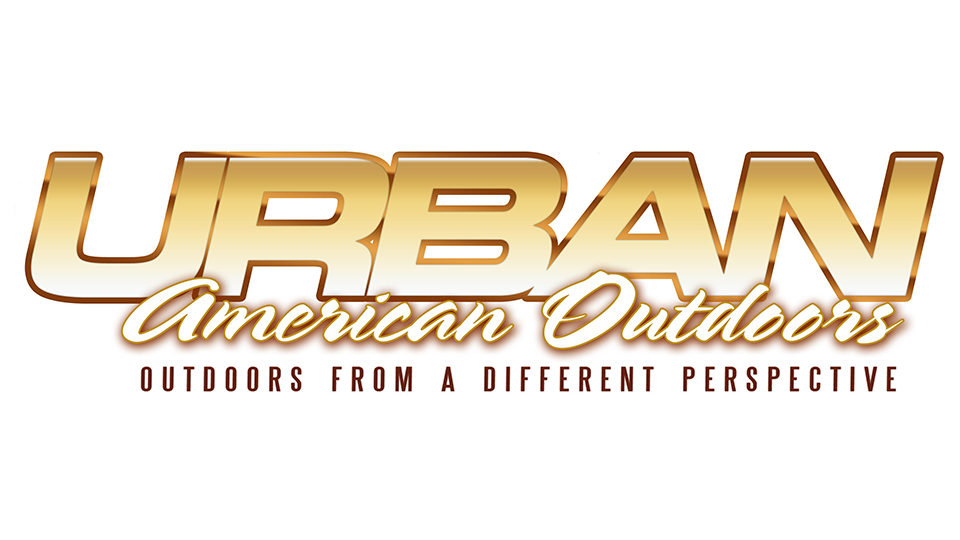 URBAN
American Outdoors
OUTDOORS FROM A DIFFERENT PERSPECTIVE